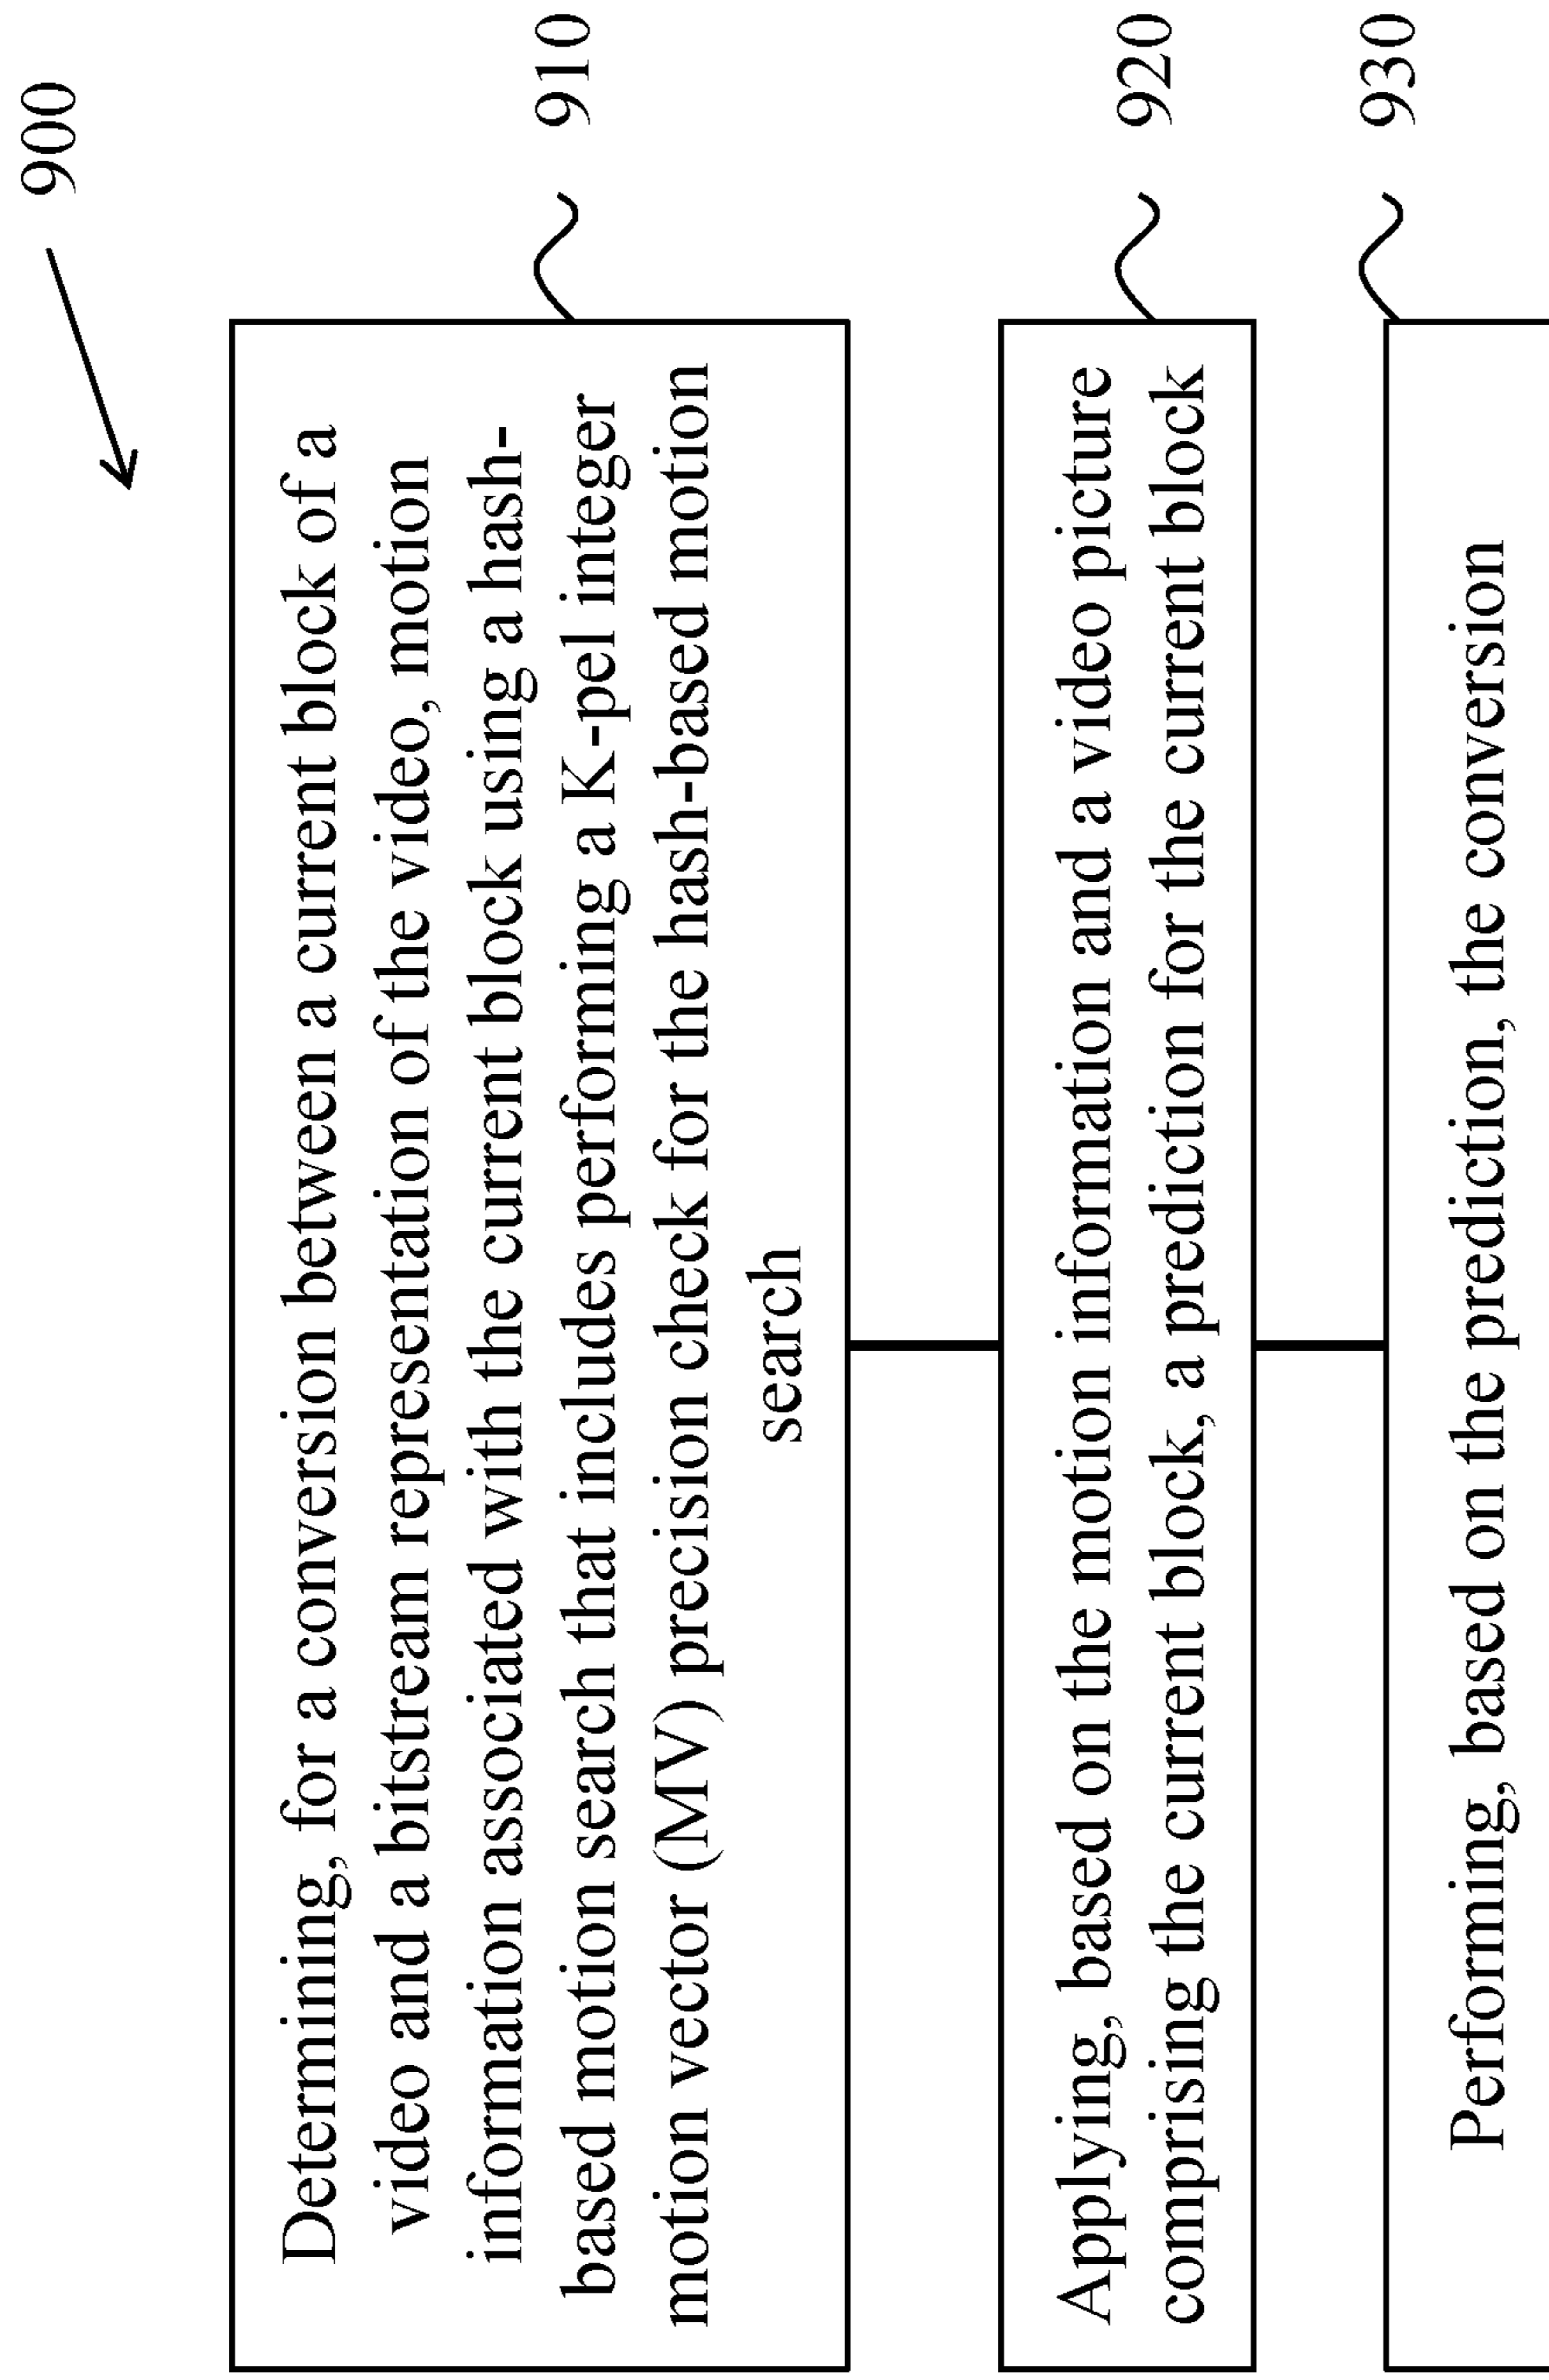 900
Determining, for a conversion between a current block of a
video and a bitstream representation of the video, motion
information associated with the current block using a hash-
based motion search that includes performing a K-pel integer
motion vector (MV) precision check for the hash-based motion
search
910
Applying, based on the motion information and a video picture
comprising the current block, a prediction for the current block
920
Performing, based on the prediction, the conversion
930